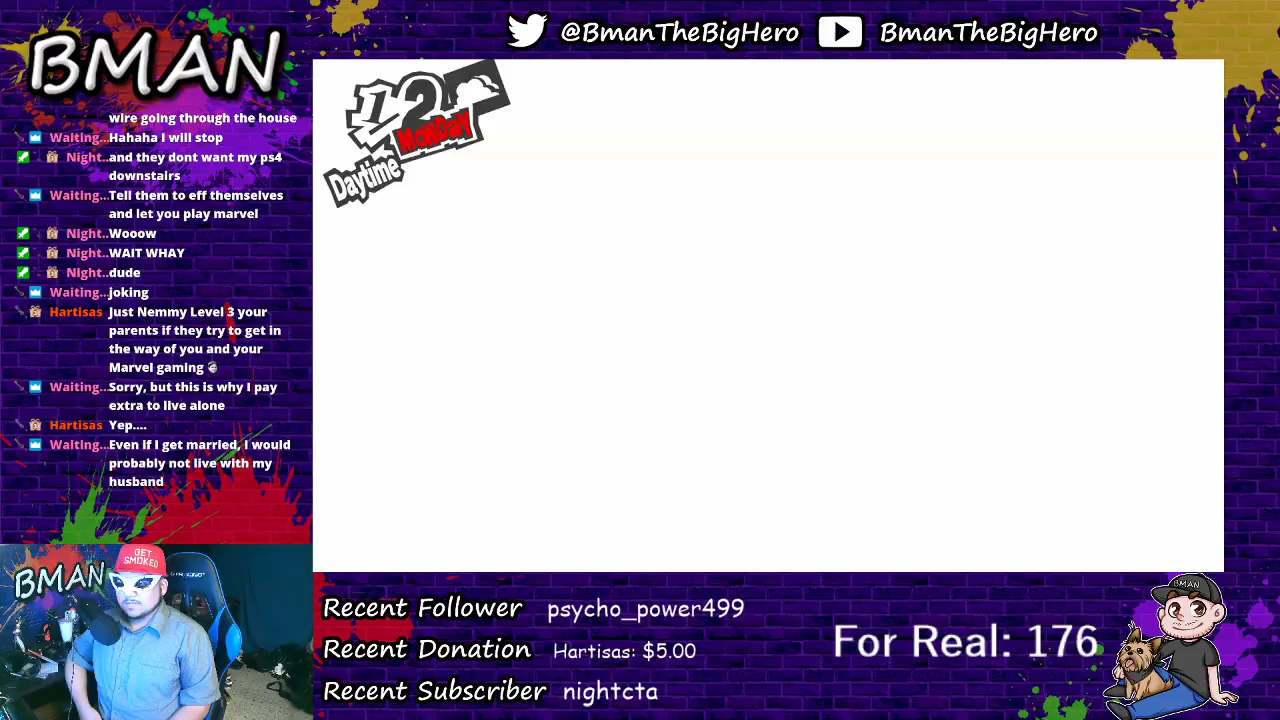 BMAN
@BmanTheBigHero
BmanTheBigHero
wire going through the house
Waiting... Hahaha I will stop
Night.. and they dont want my ps4
downstairs
Waiting... Tell them to eff themselves
and let you play marvel
Night.. Wooow
Night.. WAIT WHAY
Night.. dude
Waiting... joking
Hartisas Just Nemmy Level 3 your
parents if they try to get in
the way of you and your
Marvel gaming
Waiting... Sorry, but this is why I pay
extra to live alone
Hartisas Yep....
Waiting... Even if I get married, I would
probably not live with my
husband
12
MONDAY
Daytime
BMAN
GET
SMOKED
Recent Follower psycho_power499
Recent Donation Hartisas: $5.00
Recent Subscriber nightcta
For Real: 176
BMAN